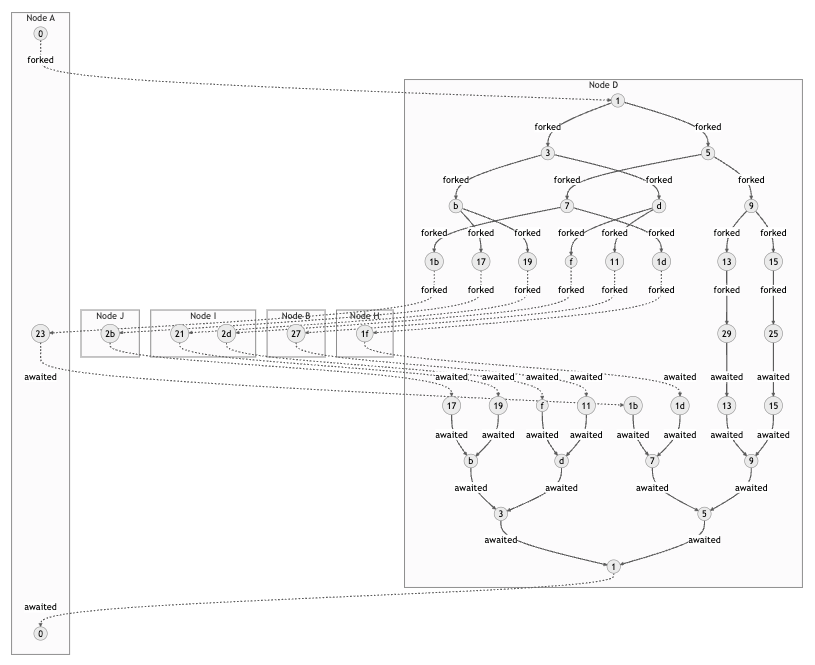 Node A
0
forked
Node D
1
forked forked
3 5
forked forked forked
b 7 d 9
forked forked forked forked forked forked forked forked
1b 17 19 f 11 1d 13 15
forked forked forked forked forked forked forked forked
Node J Node I Node B Node H
23 2b 21 2d 27 1f 29 25
awaited awaited awaited awaited awaited awaited awaited awaited
17 19 f 11 1b 1d 13 15
awaited awaited awaited awaited awaited awaited awaited awaited
b d 7 9
awaited awaited awaited awaited
3 5
awaited awaited
1
awaited
0